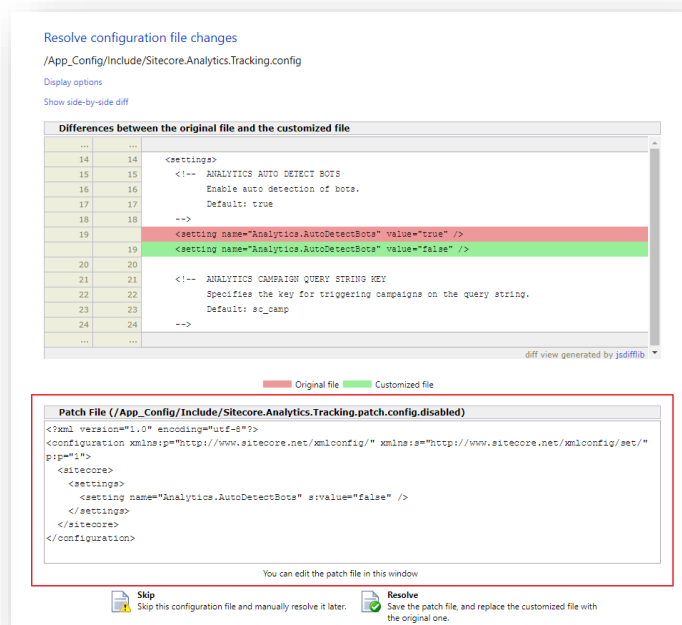 Resolve configuration file changes
/App_Config/Include/Sitecore.Analytics.Tracking.config
Display options
Show side-by-side diff
Differences between the original file and the customized file
... ...
14 14 <settings>
15 15 <!-- ANALYTICS AUTO DETECT BOTS
16 16 Enable auto detection of bots.
17 17 Default: true
18 18 -->
19 <setting name="Analytics.AutoDetectBots" value="true" />
19 <setting name="Analytics.AutoDetectBots" value="false" />
20 20
21 21 <!-- ANALYTICS CAMPAIGN QUERY STRING KEY
22 22 Specifies the key for triggering campaigns on the query string.
23 23 Default: sc_camp
24 24 -->
... ...
diff view generated by jsdifflib
Original file Customized file
Patch File (/App_Config/Include/Sitecore.Analytics.Tracking.patch.config.disabled)
<?xml version="1.0" encoding="utf-8"?>
<configuration xmlns:p="http://www.sitecore.net/xmlconfig/" xmlns:s="http://www.sitecore.net/xmlconfig/set/"
p:p="1">
<sitecore>
<settings>
<setting name="Analytics.AutoDetectBots" s:value="false" />
</settings>
</sitecore>
</configuration>
You can edit the patch file in this window
Skip
Skip this configuration file and manually resolve it later.
Resolve
Save the patch file, and replace the customized file with
the original one.